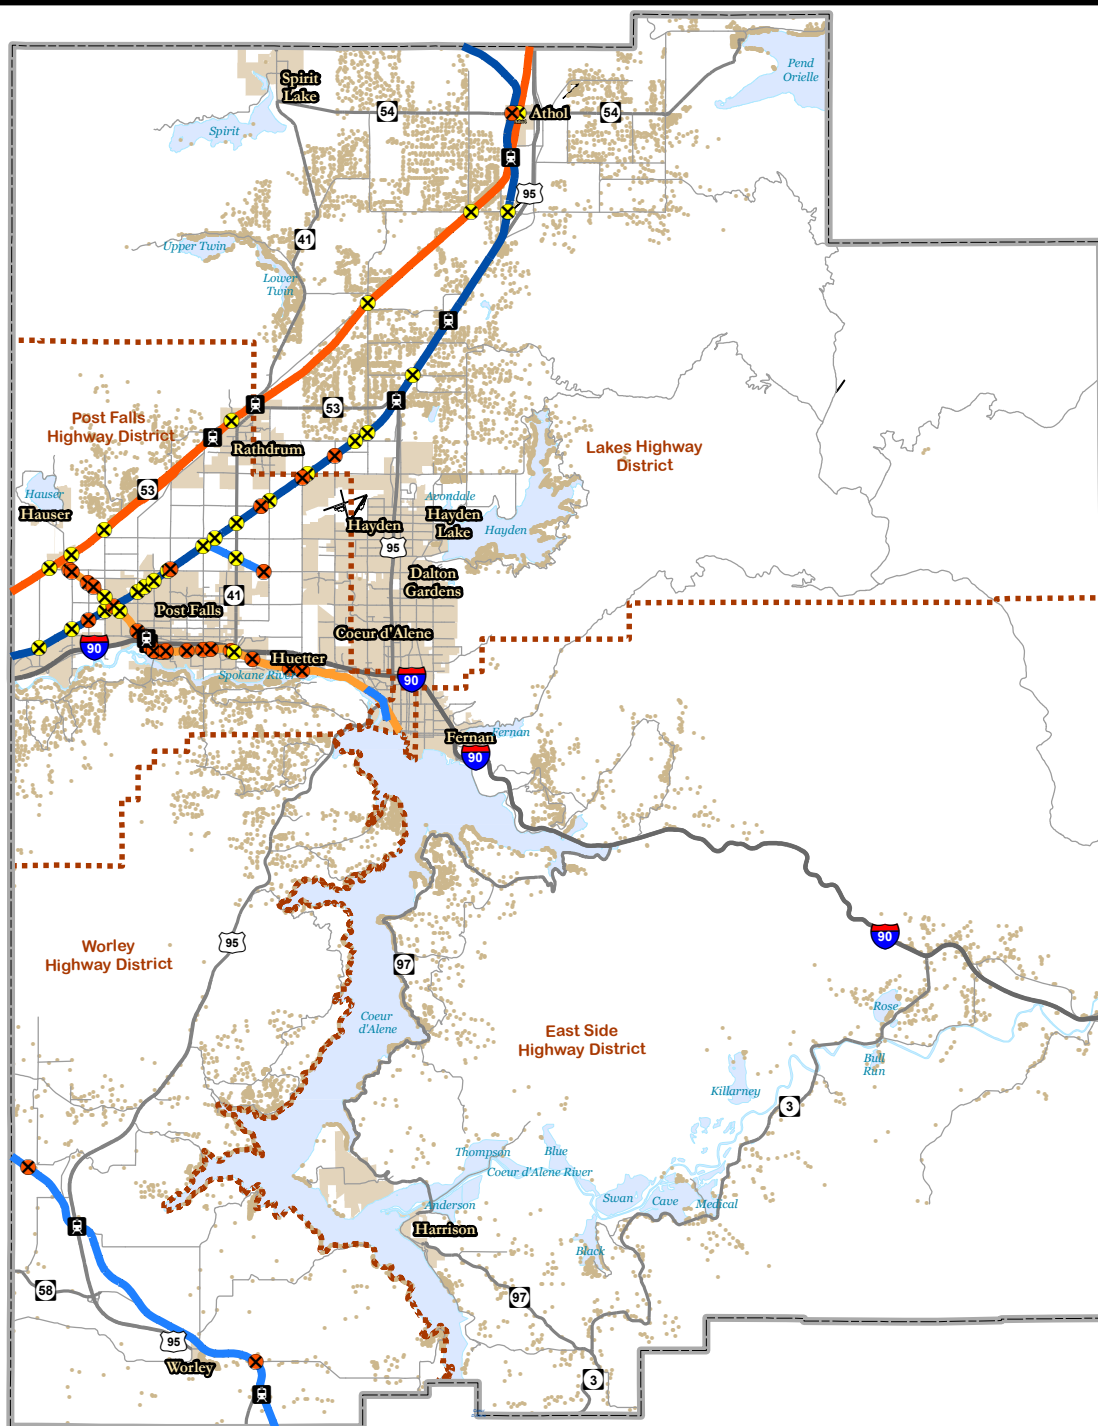 Pend
Orielle
Spirit
Lake
54
Athol
54
Spirit
95
41
Upper Twin
Lower
Twin
53
Post Falls
Highway District
Rathdrum
Lakes Highway
District
53
Hauser
Hauser
Avondale
Hayden
Hayden
Lake
Hayden
95
Dalton
Gardens
41
Post Falls
Coeur d'Alene
90
Huetter
Spokane River
90
Fernan
Fernan
90
Worley
Highway District
95
90
97
Rose
Coeur
d'Alene
East Side
Highway District
Bull
Run
Killarney
3
Thompson
Blue
Coeur d'Alene River
Anderson
Swan
Cave
Medical
Harrison
Black
58
97
95
Worley
3